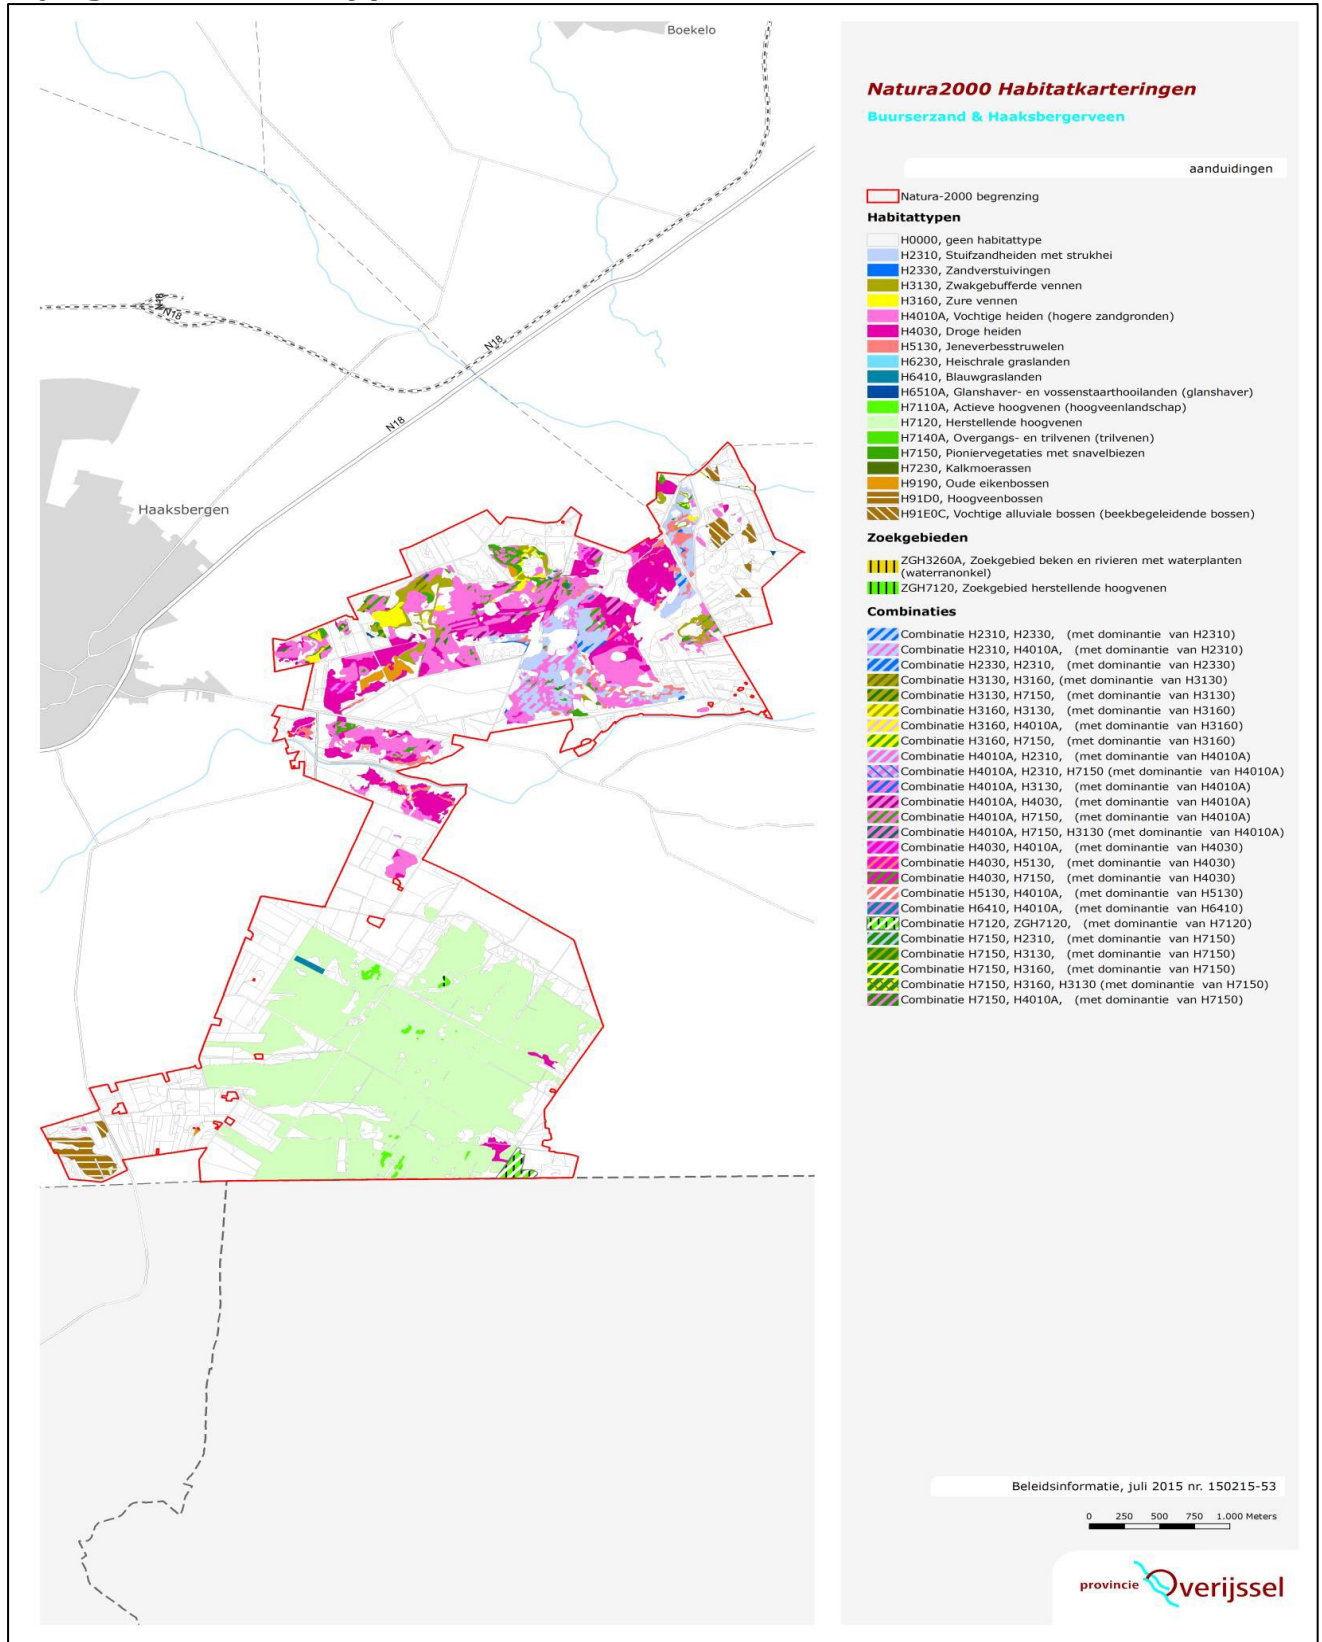 Boekelo
N18
N18
N18
N18
Haaksbergen
Natura2000 Habitatkarteringen
Buurserzand & Haaksbergerveen
aanduidingen
Natura-2000 begrenzing
Habitattypen
H0000, geen habitattype
H2310, Stuifzandheiden met strukhei
H2330, Zandverstuivingen
H3130, Zwakgebufferde vennen
H3160, Zure vennen
H4010A, Vochtige heiden (hogere zandgronden)
H4030, Droge heiden
H5130, Jeneverbesstruwelen
H6230, Heischrale graslanden
H6410, Blauwgraslanden
H6510A, Glanshaver- en vossenstaarthooilanden (glanshaver)
H7110A, Actieve hoogvenen (hoogveenlandschap)
H7120, Herstellende hoogvenen
H7140A, Overgangs- en trilvenen (trilvenen)
H7150, Pioniervegetaties met snavelbiezen
H7230, Kalkmoerassen
H9190, Oude eikenbossen
H91D0, Hoogveenbossen
H91E0C, Vochtige alluviale bossen (beekbegeleidende bossen)
Zoekgebieden
ZGH3260A, Zoekgebied beken en rivieren met waterplanten
(waterranonkel)
ZGH7120, Zoekgebied herstellende hoogvenen
Combinaties
Combinatie H2310, H2330, (met dominantie van H2310)
Combinatie H2310, H4010A, (met dominantie van H2310)
Combinatie H2330, H2310, (met dominantie van H2330)
Combinatie H3130, H3160, (met dominantie van H3130)
Combinatie H3130, H7150, (met dominantie van H3130)
Combinatie H3160, H3130, (met dominantie van H3160)
Combinatie H3160, H4010A, (met dominantie van H3160)
Combinatie H3160, H7150, (met dominantie van H3160)
Combinatie H4010A, H2310, (met dominantie van H4010A)
Combinatie H4010A, H2310, H7150 (met dominantie van H4010A)
Combinatie H4010A, H3130, (met dominantie van H4010A)
Combinatie H4010A, H4030, (met dominantie van H4010A)
Combinatie H4010A, H7150, (met dominantie van H4010A)
Combinatie H4010A, H7150, H3130 (met dominantie van H4010A)
Combinatie H4030, H4010A, (met dominantie van H4030)
Combinatie H4030, H5130, (met dominantie van H4030)
Combinatie H4030, H7150, (met dominantie van H4030)
Combinatie H5130, H4010A, (met dominantie van H5130)
Combinatie H6410, H4010A, (met dominantie van H6410)
Combinatie H7120, ZGH7120, (met dominantie van H7120)
Combinatie H7150, H2310, (met dominantie van H7150)
Combinatie H7150, H3130, (met dominantie van H7150)
Combinatie H7150, H3160, (met dominantie van H7150)
Combinatie H7150, H3160, H3130 (met dominantie van H7150)
Combinatie H7150, H4010A, (met dominantie van H7150)
Beleidsinformatie, juli 2015 nr. 150215-53
0 250 500 750 1.000 Meters
provincie Overijssel